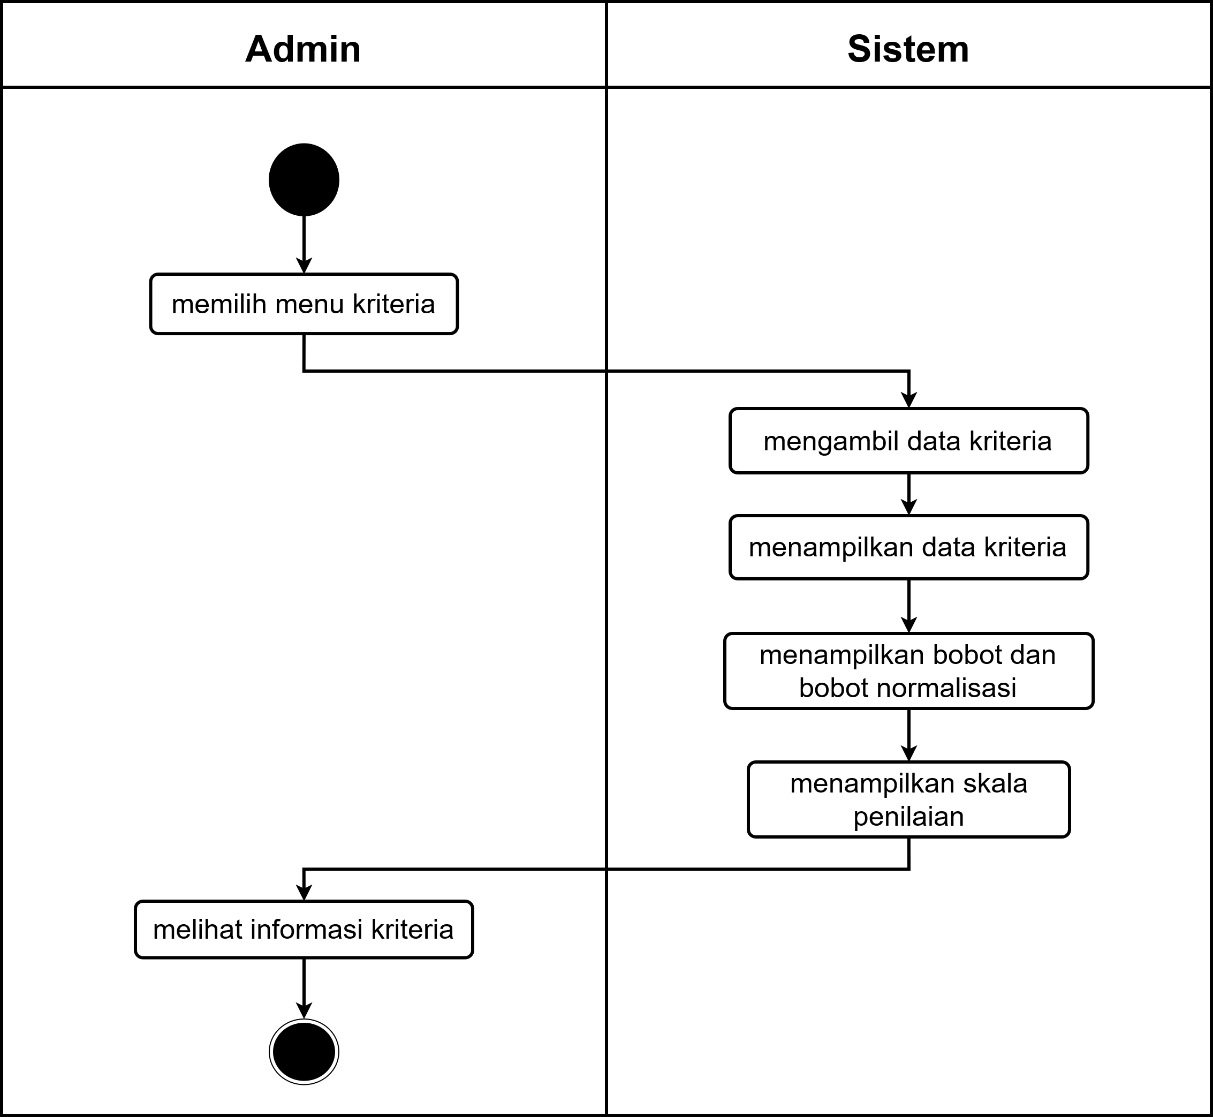 Admin
Sistem
memilih menu kriteria
mengambil data kriteria
menampilkan data kriteria
menampilkan bobot dan
bobot normalisasi
menampilkan skala
penilaian
melihat informasi kriteria